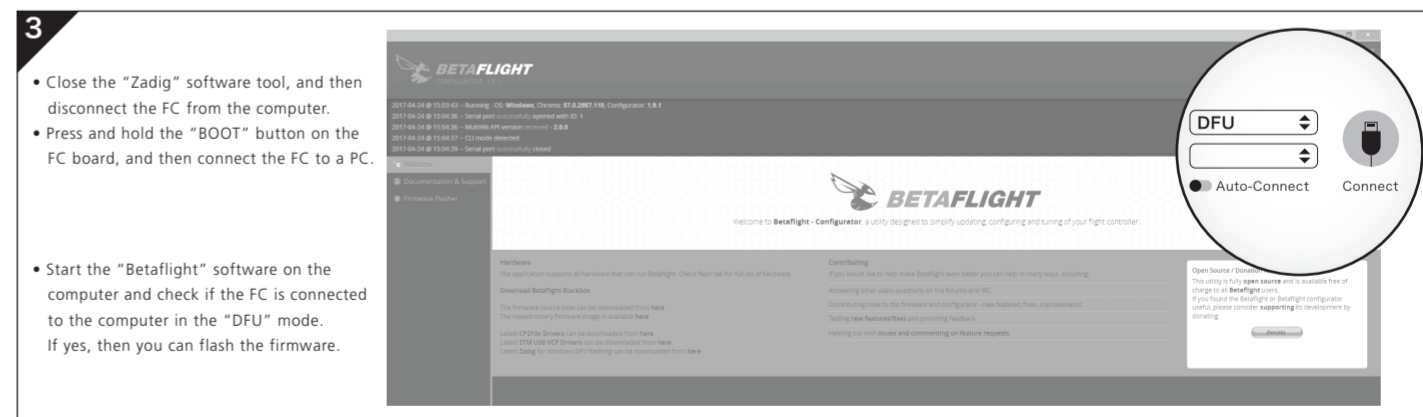 3
• Close the “Zadig” software tool, and then
disconnect the FC from the computer.
• Press and hold the “BOOT” button on the
FC board, and then connect the FC to a PC.
• Start the “Betaflight” software on the
computer and check if the FC is connected
to the computer in the “DFU” mode.
If yes, then you can flash the firmware.
BETAFLIGHT
2017-04-24 @ 15:03:43 -- Running - OS: Windows, Chrome: 57.0.2987.110, Configurator: 1.9.1
2017-04-24 @ 15:04:36 -- Serial port successfully opened with ID: 1
2017-04-24 @ 15:04:36 -- MultiWii API version received - 2.0.0
2017-04-24 @ 15:04:37 -- CLI mode detected
2017-04-24 @ 15:04:39 -- Serial port successfully closed
Welcome
Documentation & Support
Firmware Flasher
DFU
Auto-Connect
Connect
BETAFLIGHT
Welcome to Betaflight - Configurator, a utility designed to simplify updating, configuring and tuning of your flight controller.
Hardware
The application supports all hardware that can run Betaflight. Check flash tab for full list of hardware.
Download Betaflight Blackbox
The firmware source code can be downloaded from here
The newest binary firmware image is available here
Latest CP210x Drivers can be downloaded from here
Latest STM USB VCP Drivers can be downloaded from here
Latest Zadig for Windows DFU flashing can be downloaded from here
Contributing
If you would like to help make Betaflight even better you can help in many ways, including:
Answering other users questions on the forums and IRC.
Contributing code to the firmware and configurator - new features, fixes, improvements
Testing new features/fixes and providing feedback.
Helping out with issues and commenting on feature requests.
Open Source / Donation
This utility is fully open source and is available free of
charge to all Betaflight users.
If you found the Betaflight or Betaflight configurator
useful, please consider supporting its development by
donating.
Donate